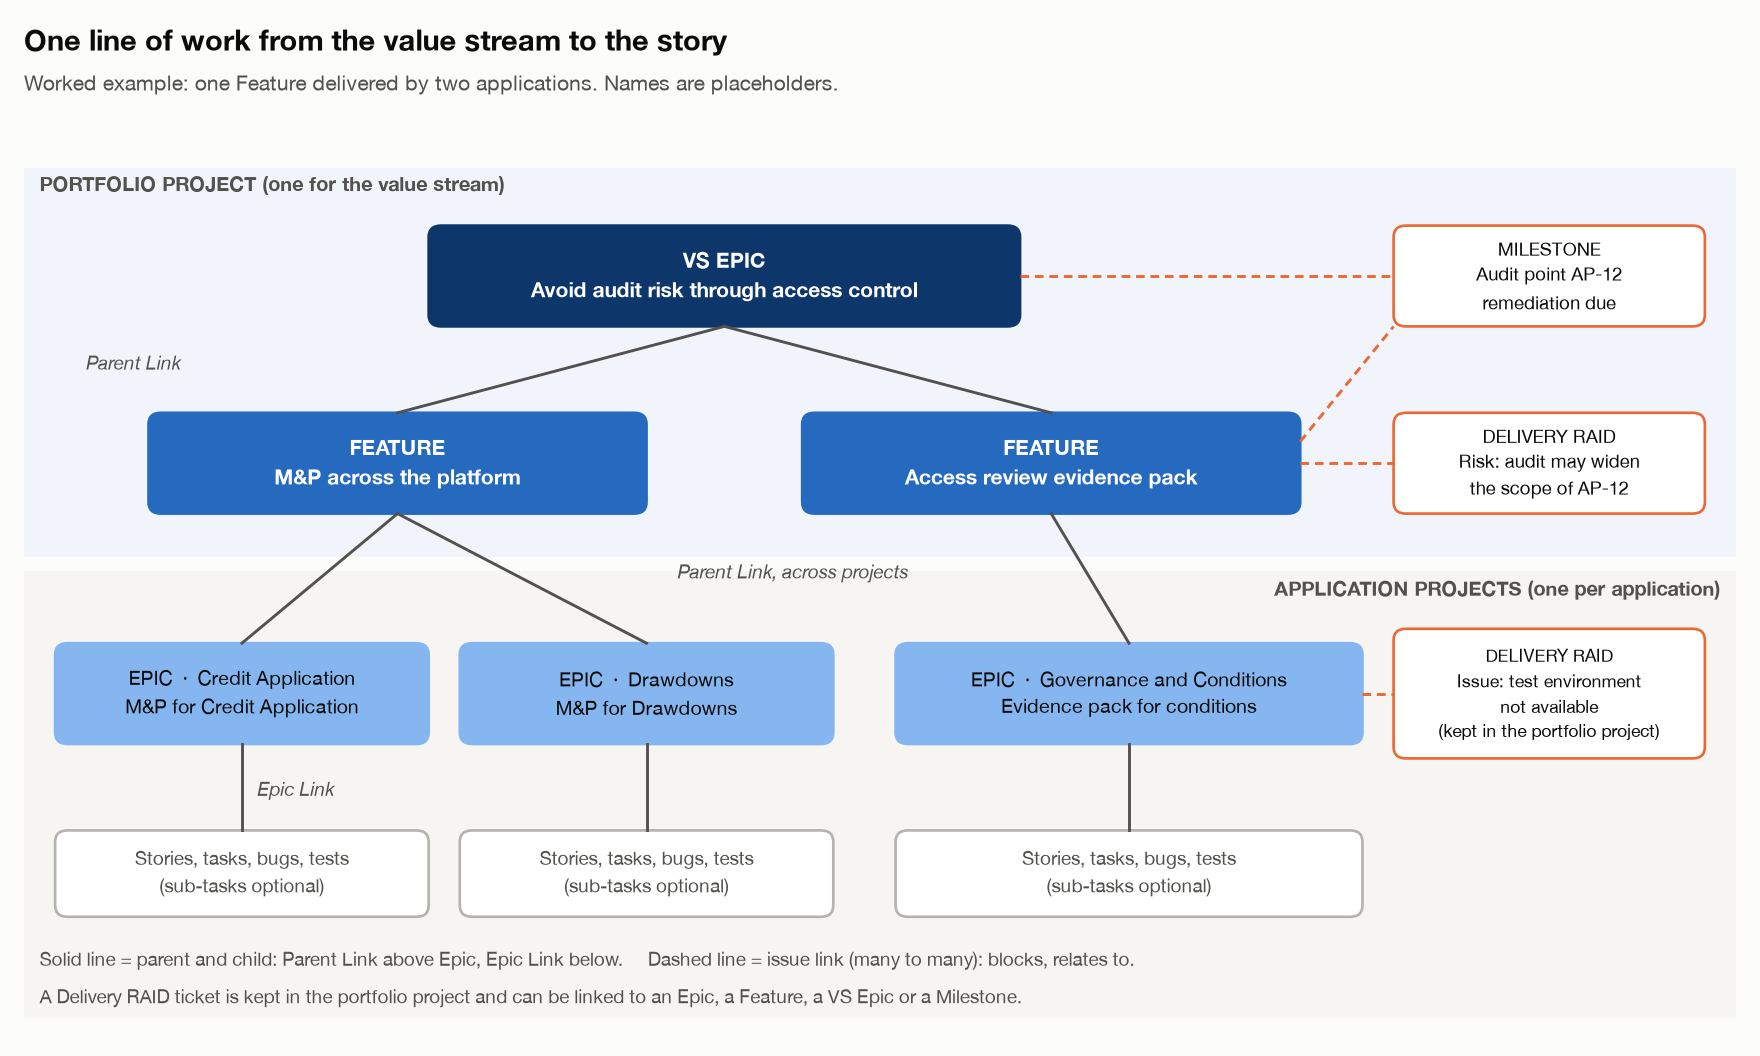 One line of work from the value stream to the story
Worked example: one Feature delivered by two applications. Names are placeholders.
PORTFOLIO PROJECT (one for the value stream)
VS EPIC
Avoid audit risk through access control
MILESTONE
Audit point AP-12
remediation due
Parent Link
FEATURE
M&P across the platform
FEATURE
Access review evidence pack
DELIVERY RAID
Risk: audit may widen
the scope of AP-12
Parent Link, across projects
APPLICATION PROJECTS (one per application)
EPIC · Credit Application
M&P for Credit Application
EPIC · Drawdowns
M&P for Drawdowns
EPIC · Governance and Conditions
Evidence pack for conditions
DELIVERY RAID
Issue: test environment
not available
(kept in the portfolio project)
Epic Link
Stories, tasks, bugs, tests
(sub-tasks optional)
Stories, tasks, bugs, tests
(sub-tasks optional)
Stories, tasks, bugs, tests
(sub-tasks optional)
Solid line = parent and child: Parent Link above Epic, Epic Link below. Dashed line = issue link (many to many): blocks, relates to.
A Delivery RAID ticket is kept in the portfolio project and can be linked to an Epic, a Feature, a VS Epic or a Milestone.